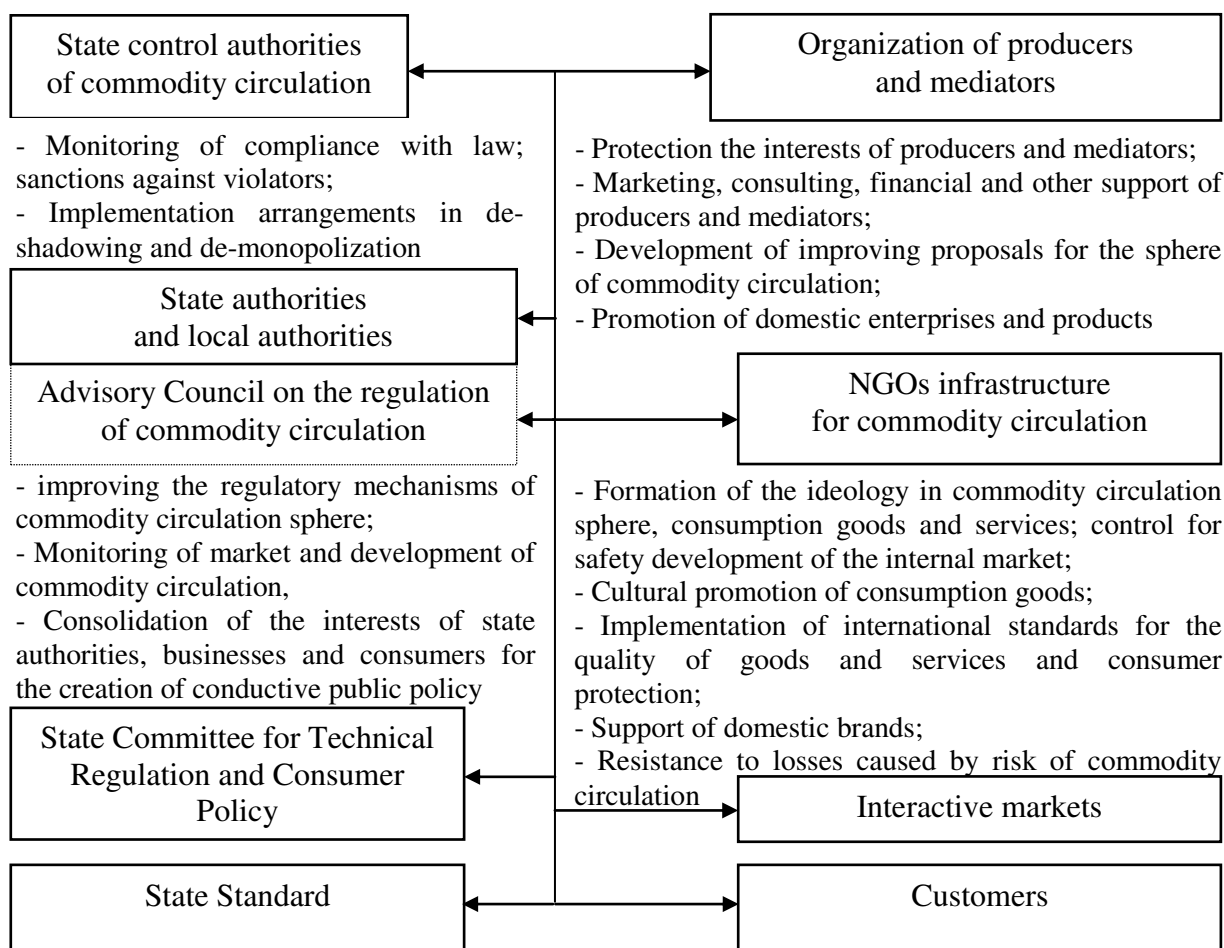 State control authorities
of commodity circulation
- Monitoring of compliance with law;
sanctions against violators;
- Implementation arrangements in de-
shadowing and de-monopolization
State authorities
and local authorities
Advisory Council on the regulation
of commodity circulation
- improving the regulatory mechanisms of
commodity circulation sphere;
- Monitoring of market and development of
commodity circulation,
- Consolidation of the interests of state
authorities, businesses and consumers for
the creation of conductive public policy
State Committee for Technical
Regulation and Consumer
Policy
State Standard
Organization of producers
and mediators
- Protection the interests of producers and mediators;
- Marketing, consulting, financial and other support of
producers and mediators;
- Development of improving proposals for the sphere
of commodity circulation;
- Promotion of domestic enterprises and products
NGOs infrastructure
for commodity circulation
- Formation of the ideology in commodity circulation
sphere, consumption goods and services; control for
safety development of the internal market;
- Cultural promotion of consumption goods;
- Implementation of international standards for the
quality of goods and services and consumer
protection;
- Support of domestic brands;
- Resistance to losses caused by risk of commodity
circulation
Interactive markets
Customers